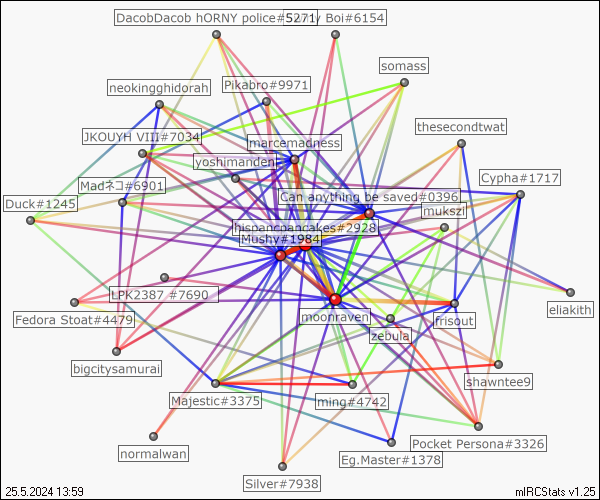 DacobDacob hORNY police#5271
Boi#6154
somass
neokingghidorah
Pikabro#9971
thesecondtwat
JKOUYH VIII#7034
marcemadness
yoshimanden
Cypha#1717
Madネコ#6901
Can anything be saved#0396
Duck#1245
mukszi
hispancpancakes#2928
Mushy#1984
LPK2387 #7690
eliakith
Fedora Stoat#4479
moonraven
frisout
zebula
bigcitysamurai
shawntee9
Majestic#3375
ming#4742
normalwan
Pocket Persona#3326
Eg.Master#1378
Silver#7938
25.5.2024 13:59
mIRCStats v1.25